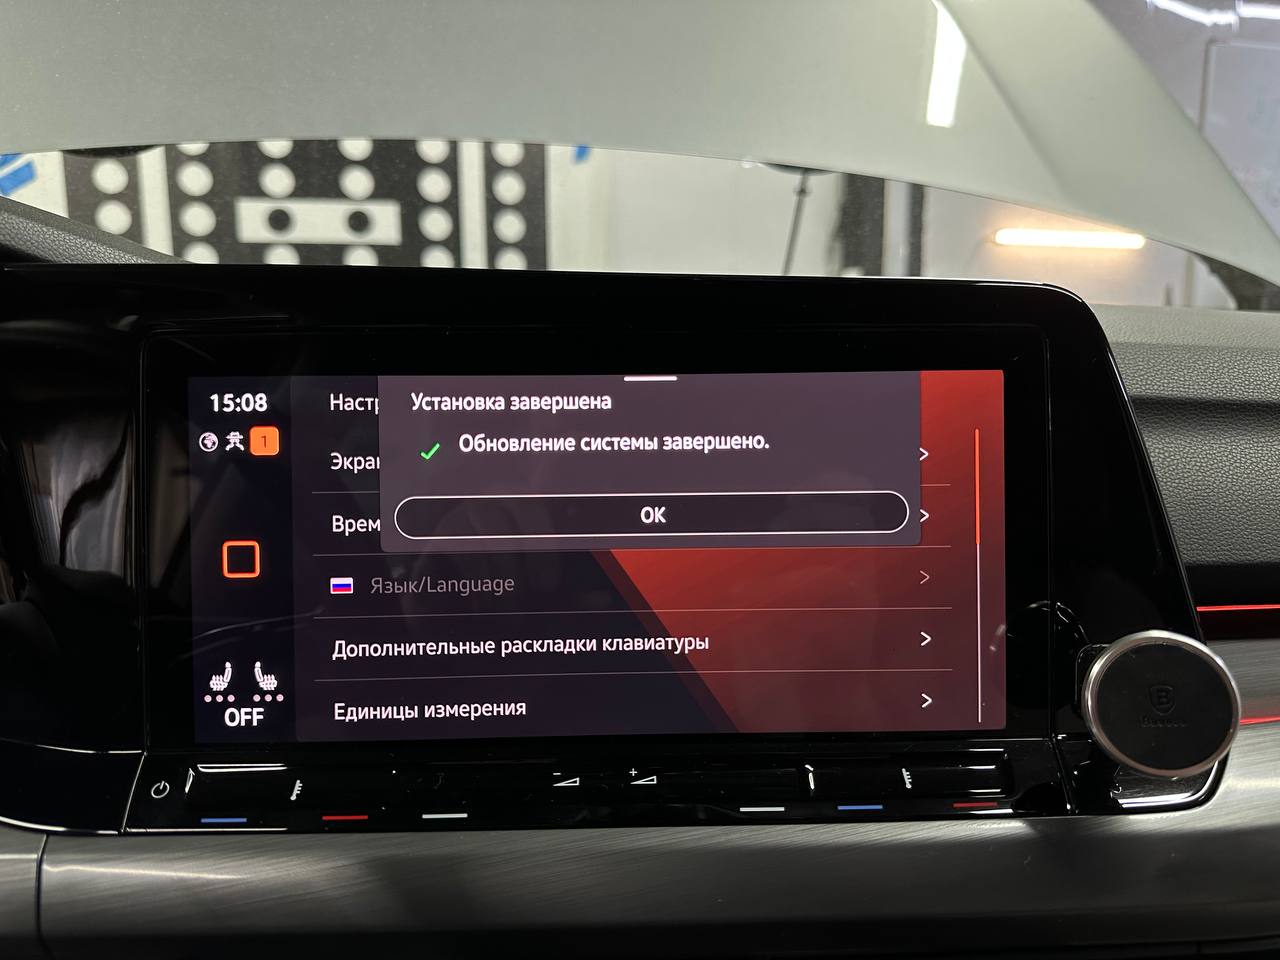 15:08
1
Настр
Установка завершена
Обновление системы завершено.
Экран
OK
Врем
Язык/Language
Дополнительные раскладки клавиатуры
Единицы измерения
OFF